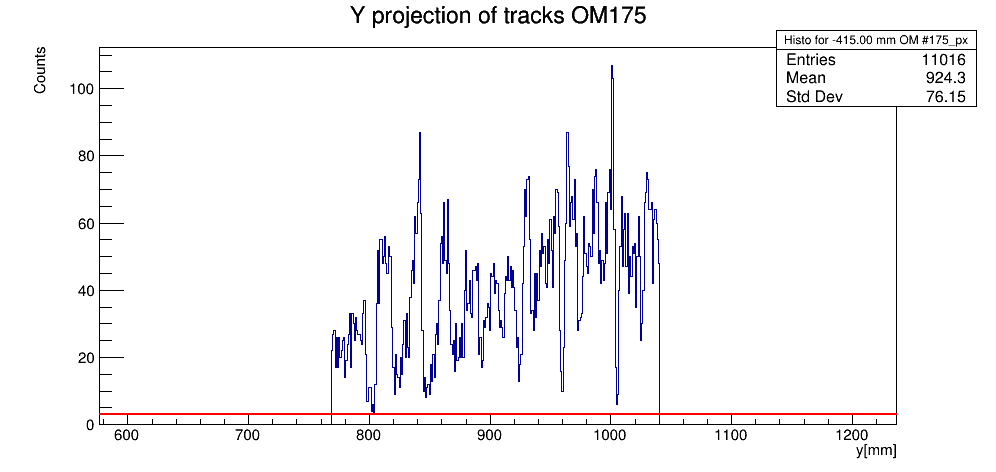 Y projection of tracks OM175
Histo for -415.00 mm OM #175_px
Entries 11016
Mean 924.3
Std Dev 76.15
Counts
100
80
60
40
20
0
600 700 800 900 1000 1100 1200
y[mm]